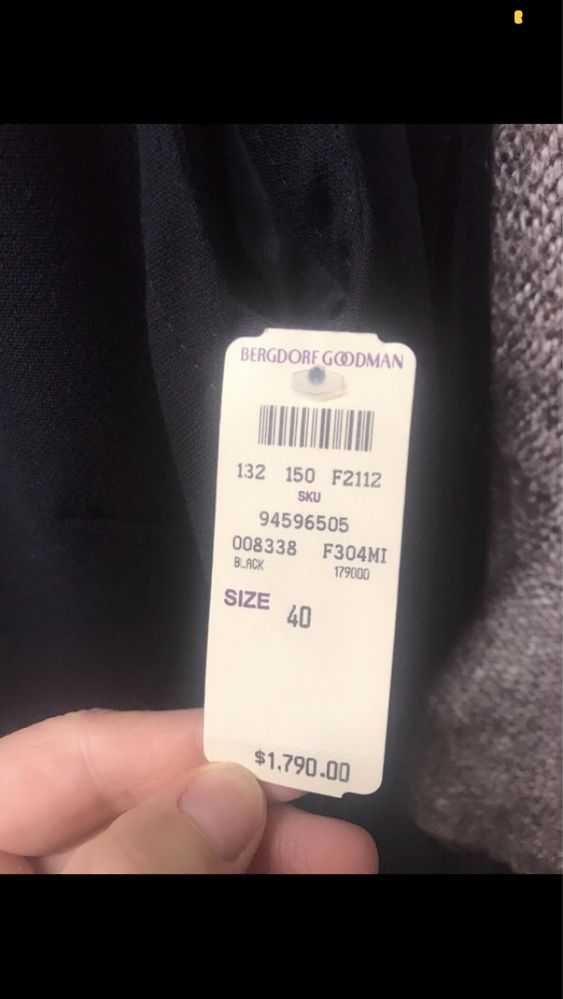 BERGDORF GOODMAN
132 150 F2112
SKU
94596505
008338 F304MI
BLACK 179000
SIZE 40
$1,790.00